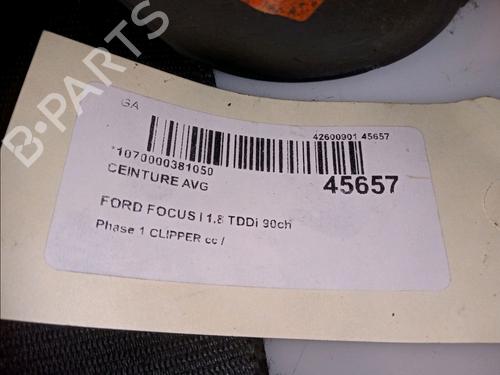 B-PARTS
GA
42600901 45657
*1070000381050
45657
CEINTURE AVG
FORD FOCUS I 1.8 TDDi 90ch
Phase 1 CLIPPER cc /